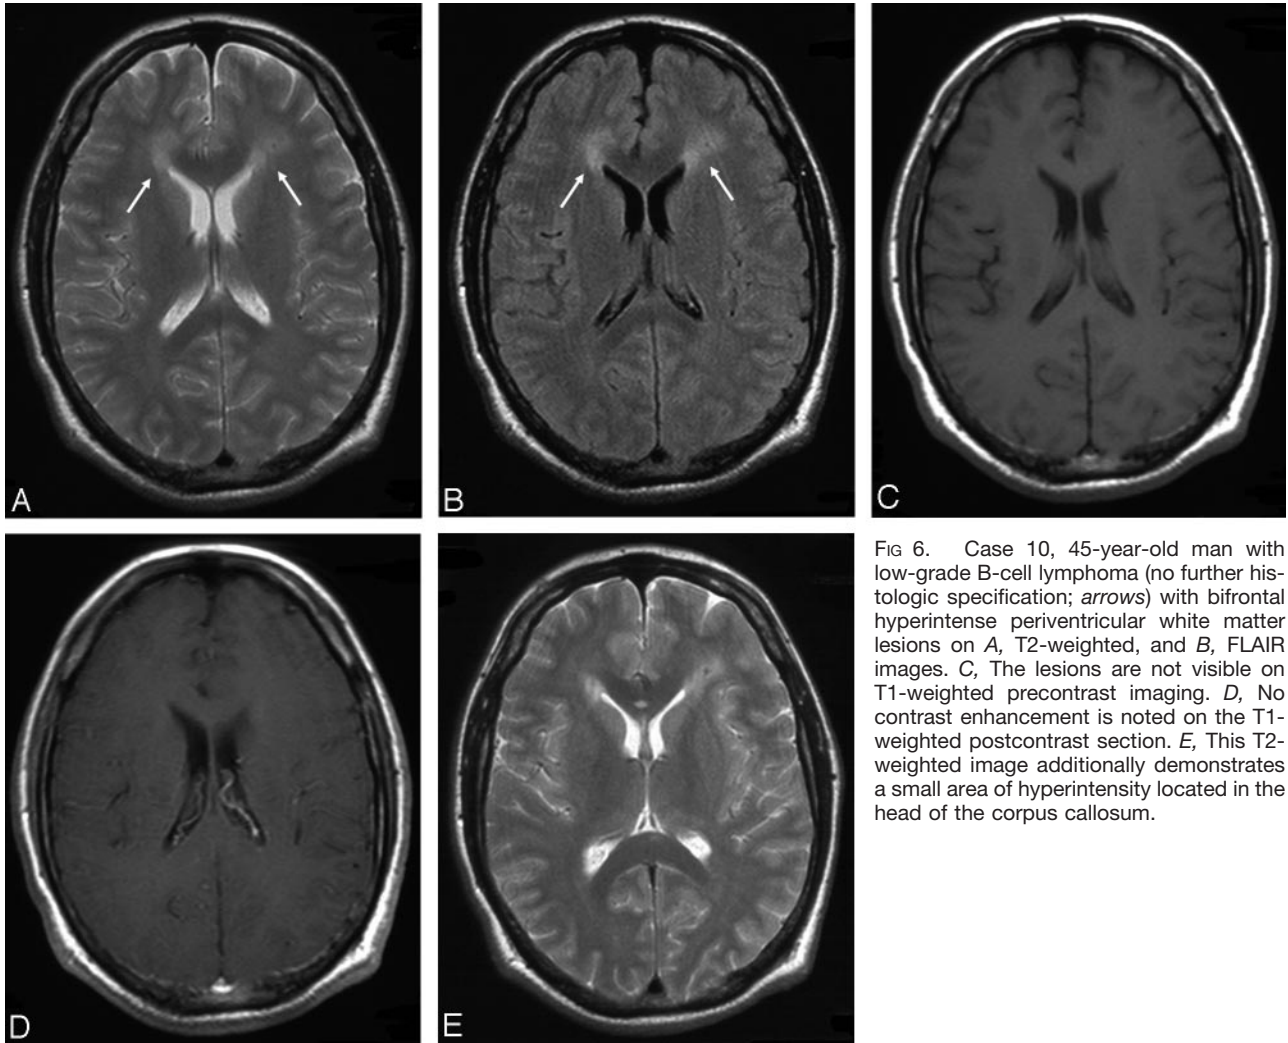 A
B
C
D
E
FIG 6. Case 10, 45-year-old man with
low-grade B-cell lymphoma (no further his-
tologic specification; arrows) with bifrontal
hyperintense periventricular white matter
lesions on A, T2-weighted, and B, FLAIR
images. C, The lesions are not visible on
T1-weighted precontrast imaging. D, No
contrast enhancement is noted on the T1-
weighted postcontrast section. E, This T2-
weighted image additionally demonstrates
a small area of hyperintensity located in the
head of the corpus callosum.